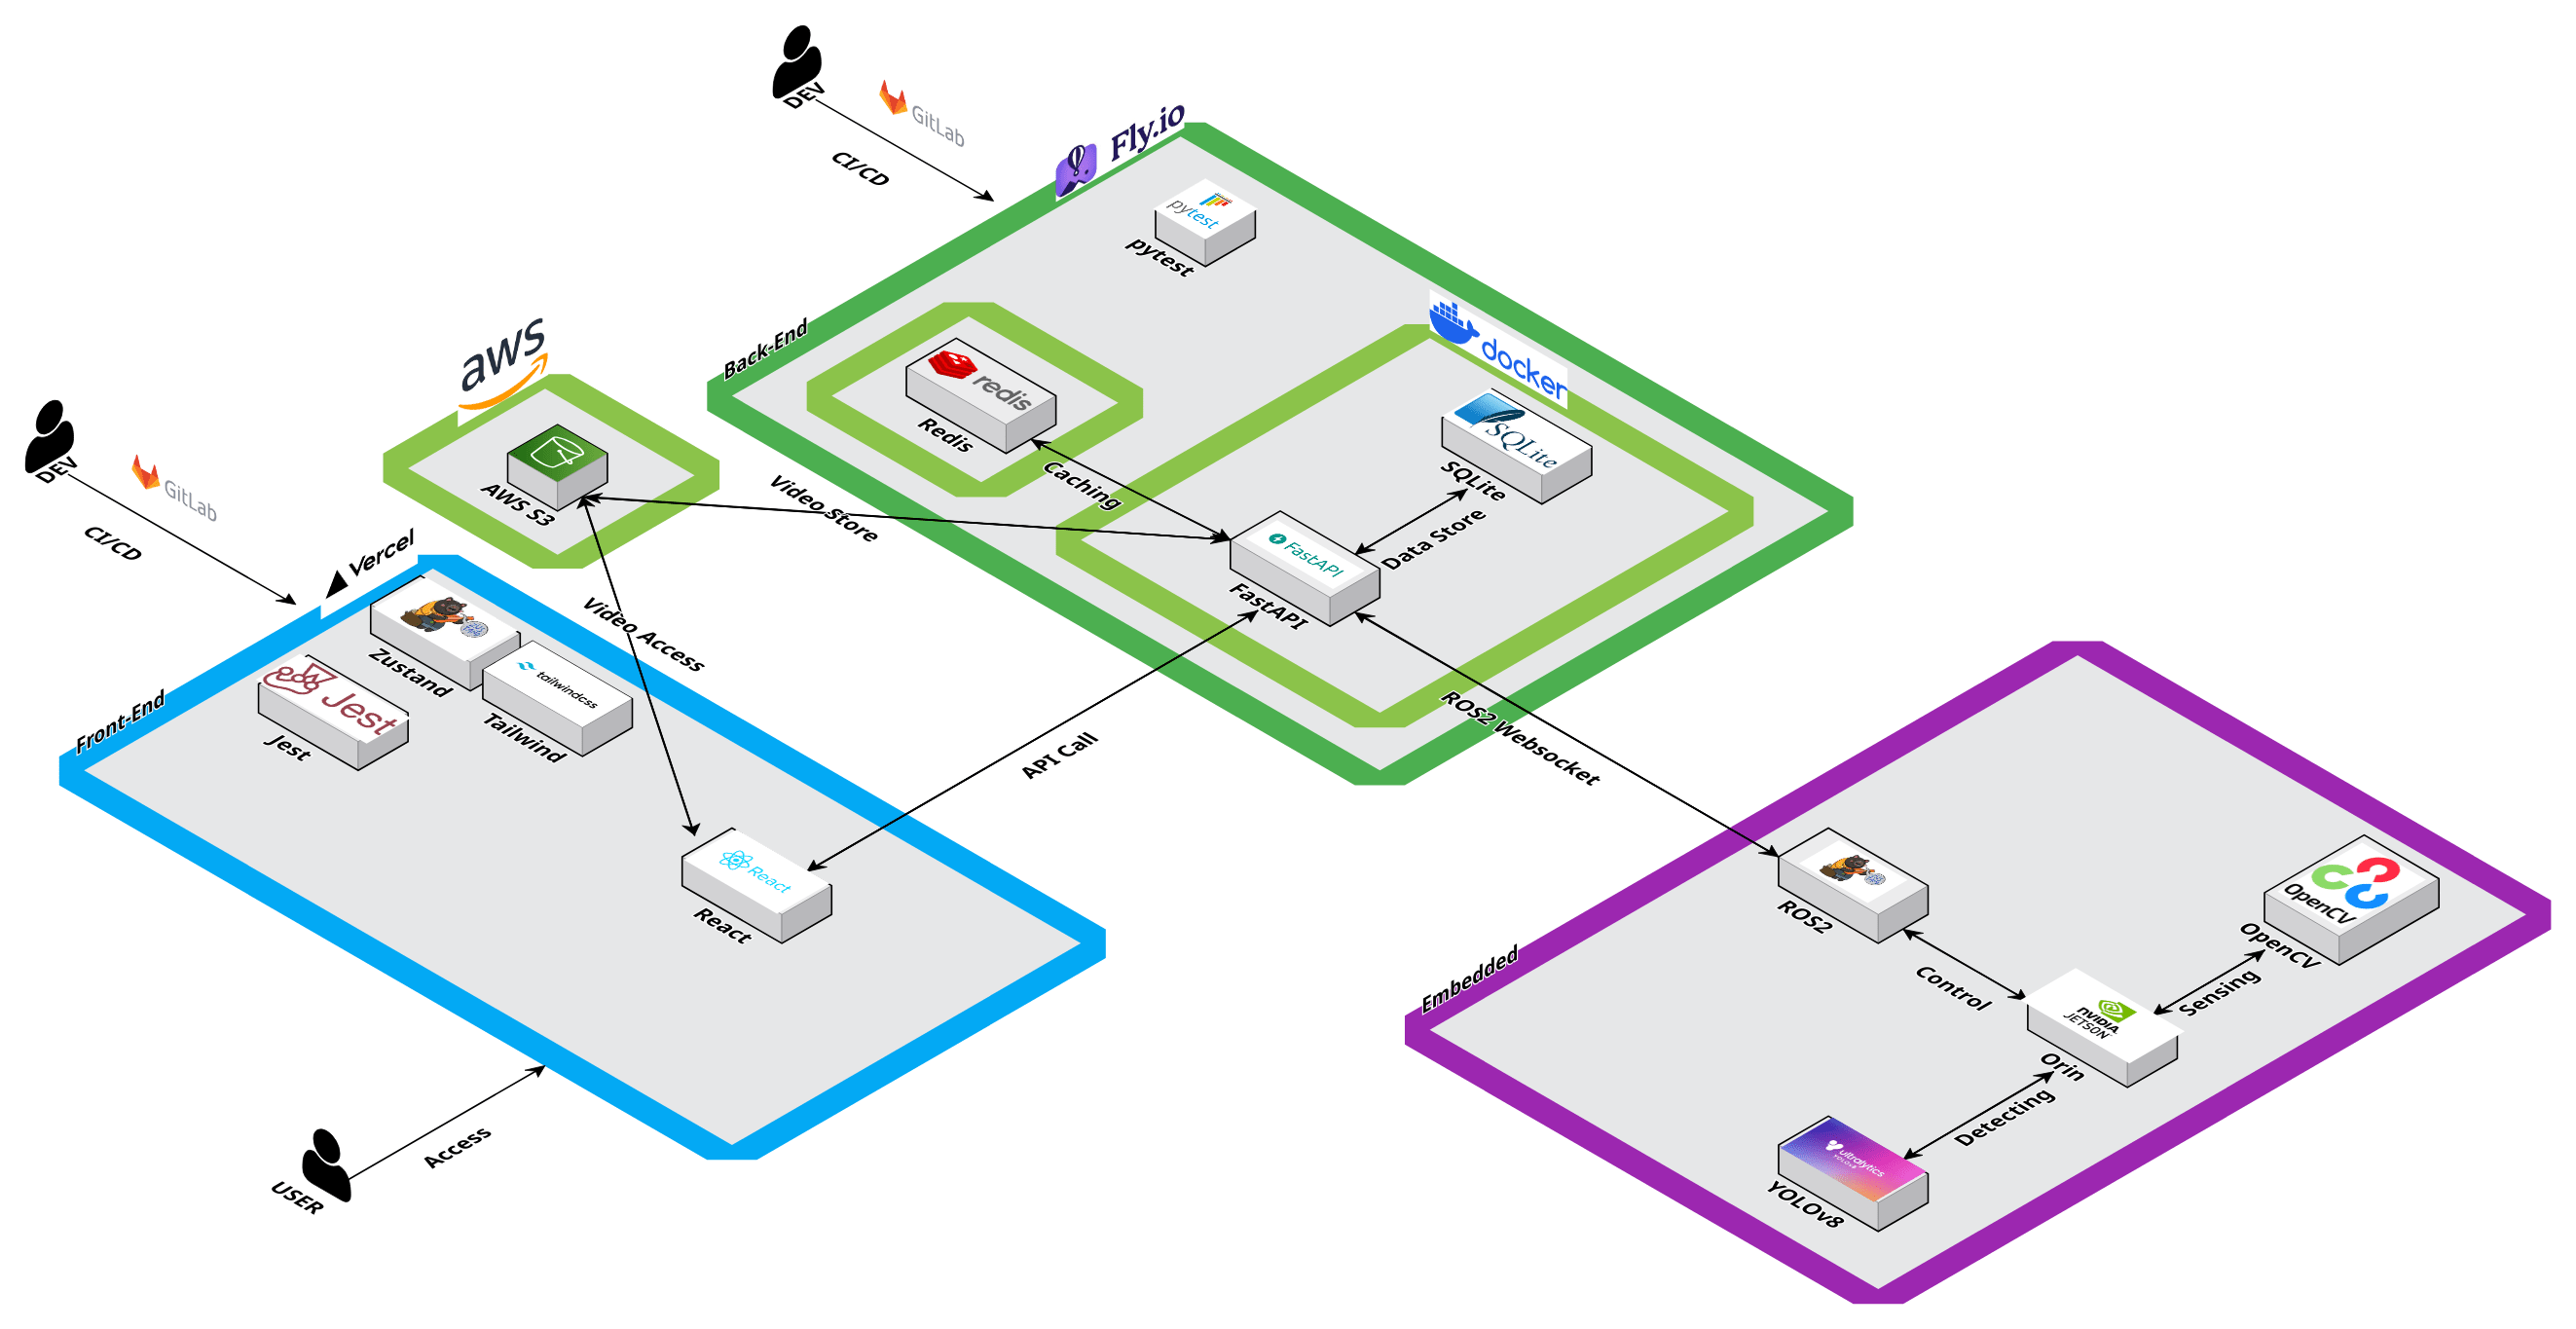 DEV
GitLab
CI/CD
Fly.io
Back-End
pytest
pytest
docker
redis
Redis
Caching
SQLite
SQLite
Data Store
FastAPI
FastAPI
aws
AWS S3
Video Store
Video Access
DEV
GitLab
CI/CD
Vercel
Front-End
Zustand
Jest
Jest
tailwindcss
Tailwind
React
React
API Call
ROS2 Websocket
USER
Access
Embedded
ROS2
Control
OpenCV
OpenCV
Sensing
NVIDIA
JETSON
Orin
Detecting
ultralytics
YOLOv8
YOLOv8